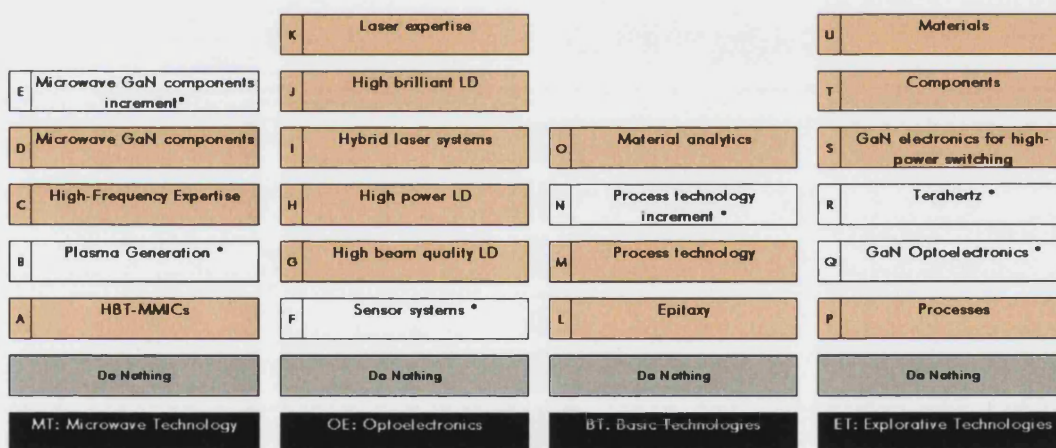 K Laser expertise
U Materials
E Microwave GaN components
increment*
J High brilliant LD
T Components
D Microwave GaN components
I Hybrid laser systems
O Material analytics
S GaN electronics for high-
power switching
C High-Frequency Expertise
H High power LD
N Process technology
increment *
R Terahertz *
B Plasma Generation *
G High beam quality LD
M Process technology
Q GaN Optoelectronics *
A HBT-MMICs
F Sensor systems *
L Epitaxy
P Processes
Do Nothing
Do Nothing
Do Nothing
Do Nothing
MT: Microwave Technology
OE: Optoelectronics
BT. Basic Technologies
ET: Explorative Technologies